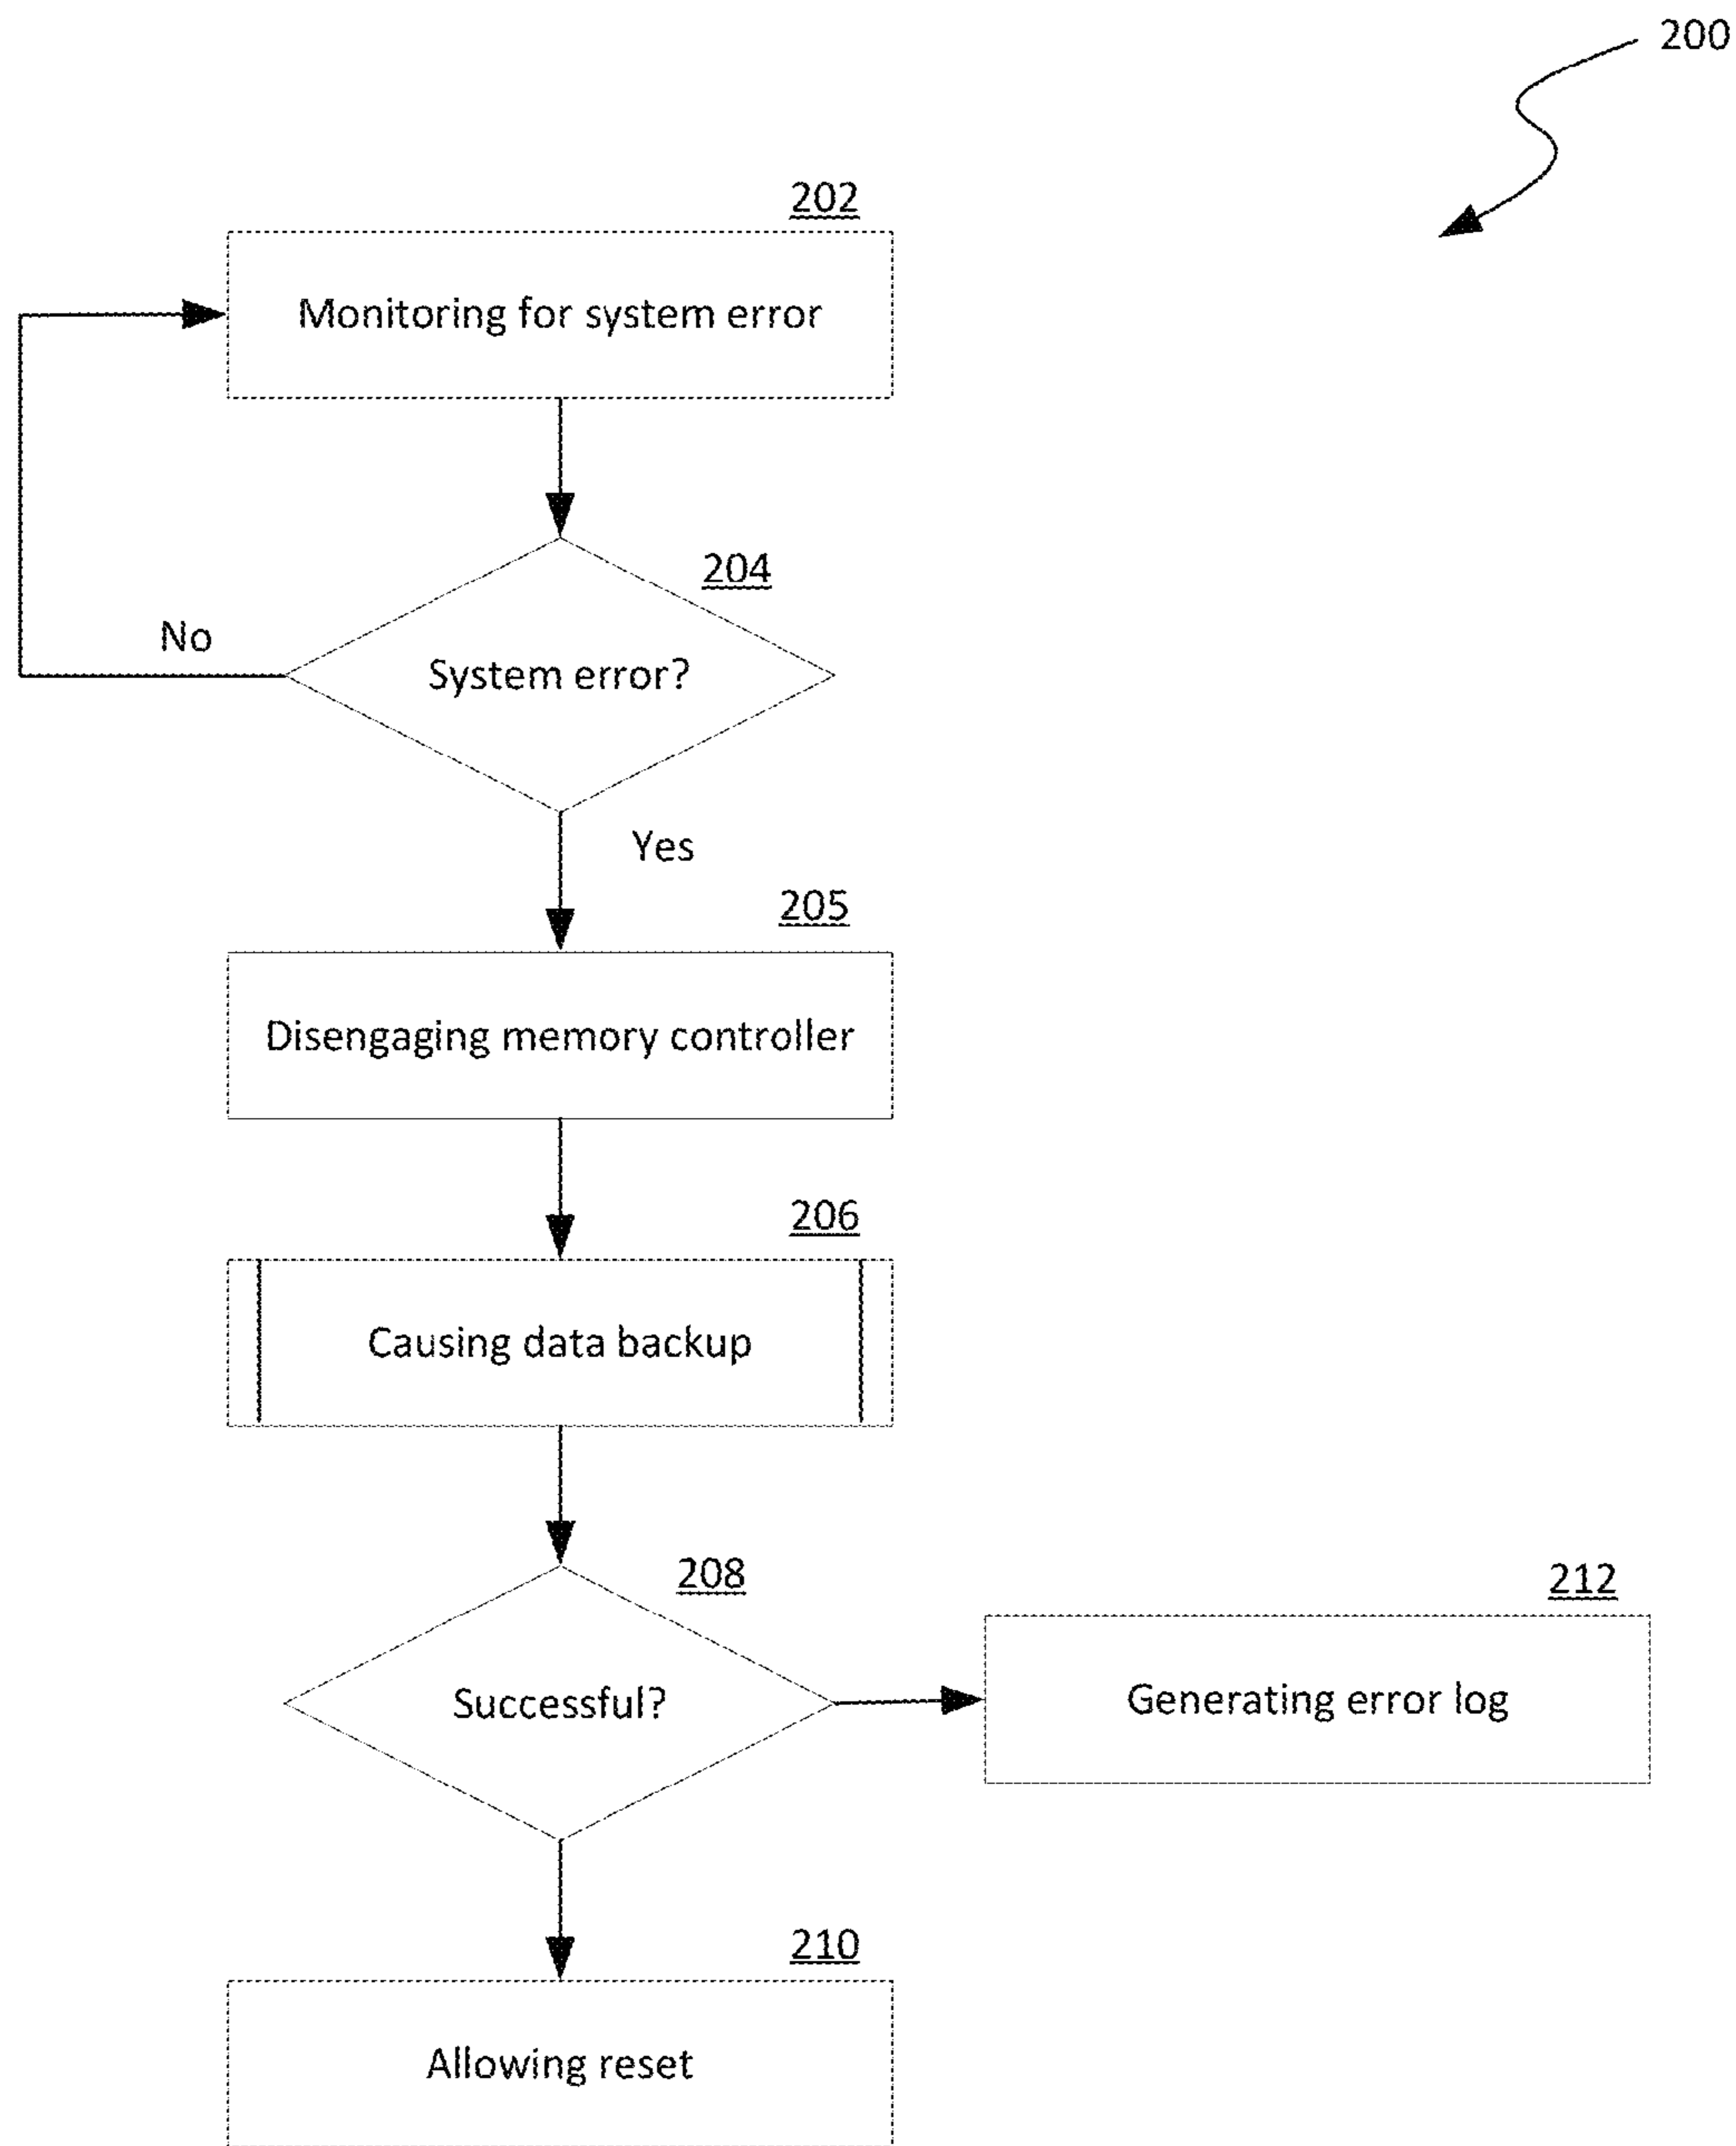 200
202
Monitoring for system error
204
No
System error?
Yes
205
Disengaging memory controller
206
Causing data backup
208
212
Successful?
Generating error log
210
Allowing reset